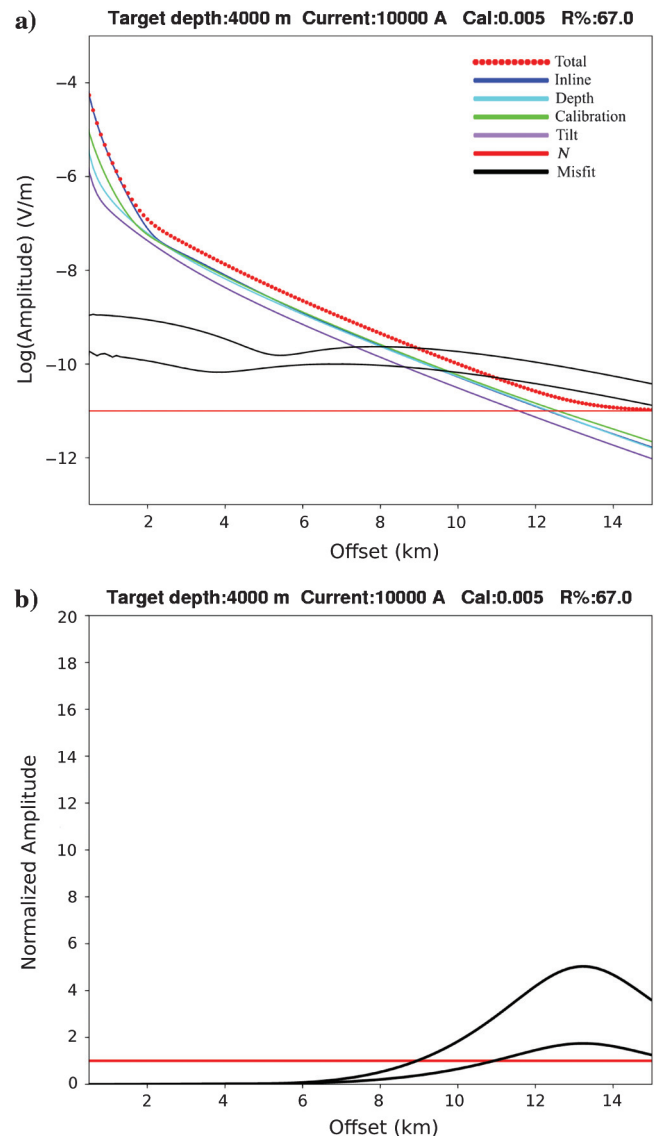 a)
Target depth:4000 m Current:10000 A Cal:0.005 R%:67.0
Total
Inline
Depth
Calibration
Tilt
N
Misfit
Log(Amplitude) (V/m)
−4
−6
−8
−10
−12
2 4 6 8 10 12 14
Offset (km)
b)
Target depth:4000 m Current:10000 A Cal:0.005 R%:67.0
Normalized Amplitude
20
18
16
14
12
10
8
6
4
2
0
2 4 6 8 10 12 14
Offset (km)